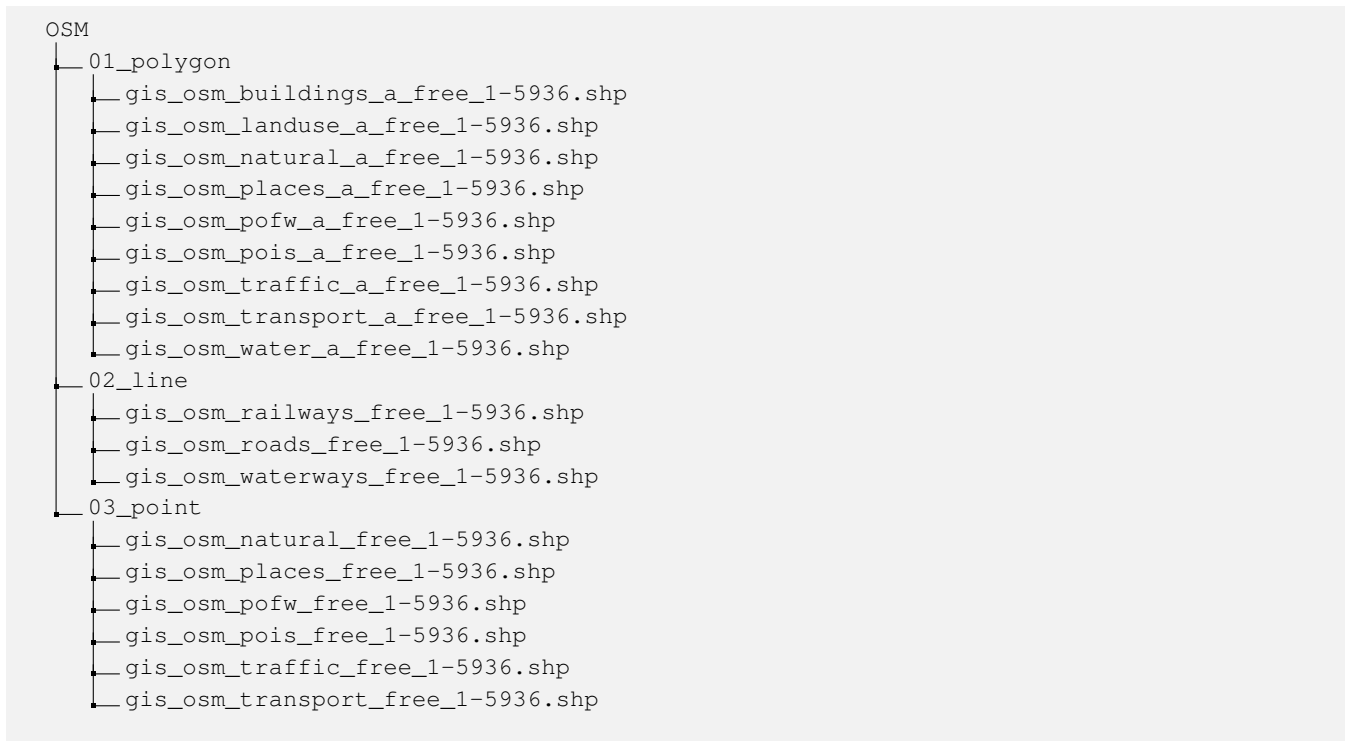 OSM
01_polygon
gis_osm_buildings_a_free_1-5936.shp
gis_osm_landuse_a_free_1-5936.shp
gis_osm_natural_a_free_1-5936.shp
gis_osm_places_a_free_1-5936.shp
gis_osm_pofw_a_free_1-5936.shp
gis_osm_pois_a_free_1-5936.shp
gis_osm_traffic_a_free_1-5936.shp
gis_osm_transport_a_free_1-5936.shp
gis_osm_water_a_free_1-5936.shp
02_line
gis_osm_railways_free_1-5936.shp
gis_osm_roads_free_1-5936.shp
gis_osm_waterways_free_1-5936.shp
03_point
gis_osm_natural_free_1-5936.shp
gis_osm_places_free_1-5936.shp
gis_osm_pofw_free_1-5936.shp
gis_osm_pois_free_1-5936.shp
gis_osm_traffic_free_1-5936.shp
gis_osm_transport_free_1-5936.shp